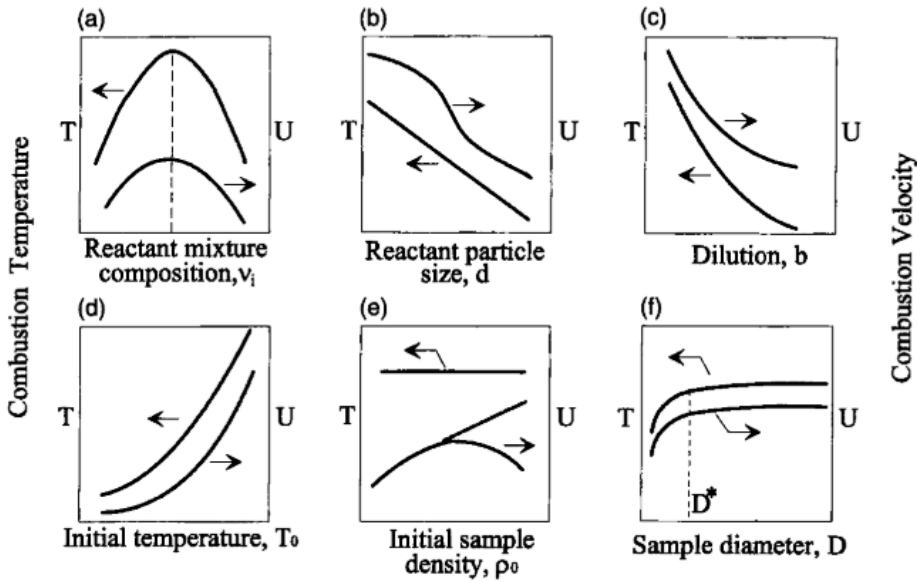 (a)
(b)
(c)
Combustion Temperature
T
U
T
U
T
U
Combustion Velocity
Reactant mixture
composition,νi
Reactant particle
size, d
Dilution, b
(d)
(e)
(f)
T
U
T
U
T
U
D*
Initial temperature, T0
Initial sample
density, ρ0
Sample diameter, D